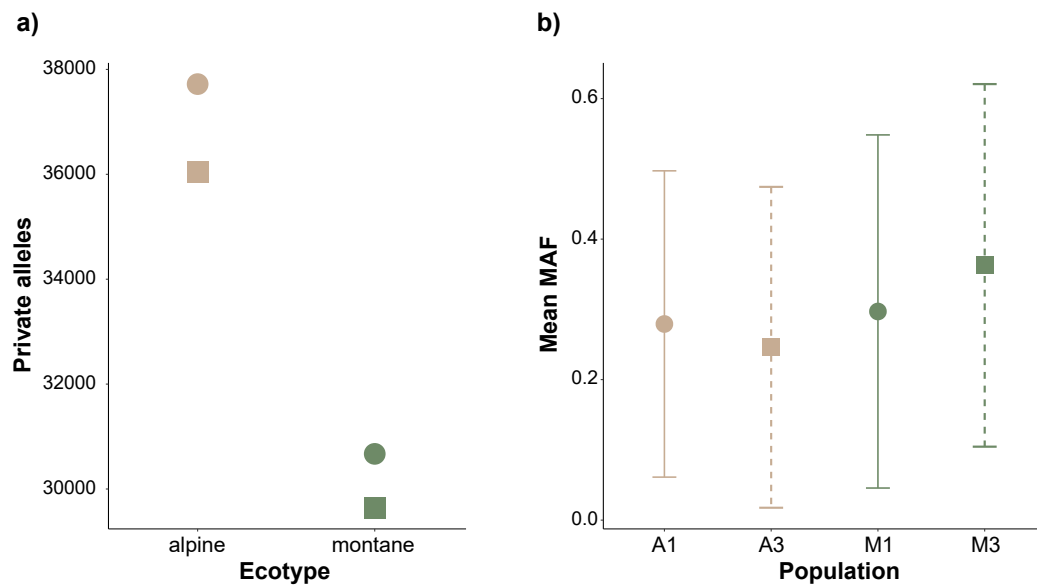 a)
Private alleles
38000
36000
34000
32000
30000
alpine montane
Ecotype
b)
Mean MAF
0.6
0.4
0.2
0.0
A1 A3 M1 M3
Population